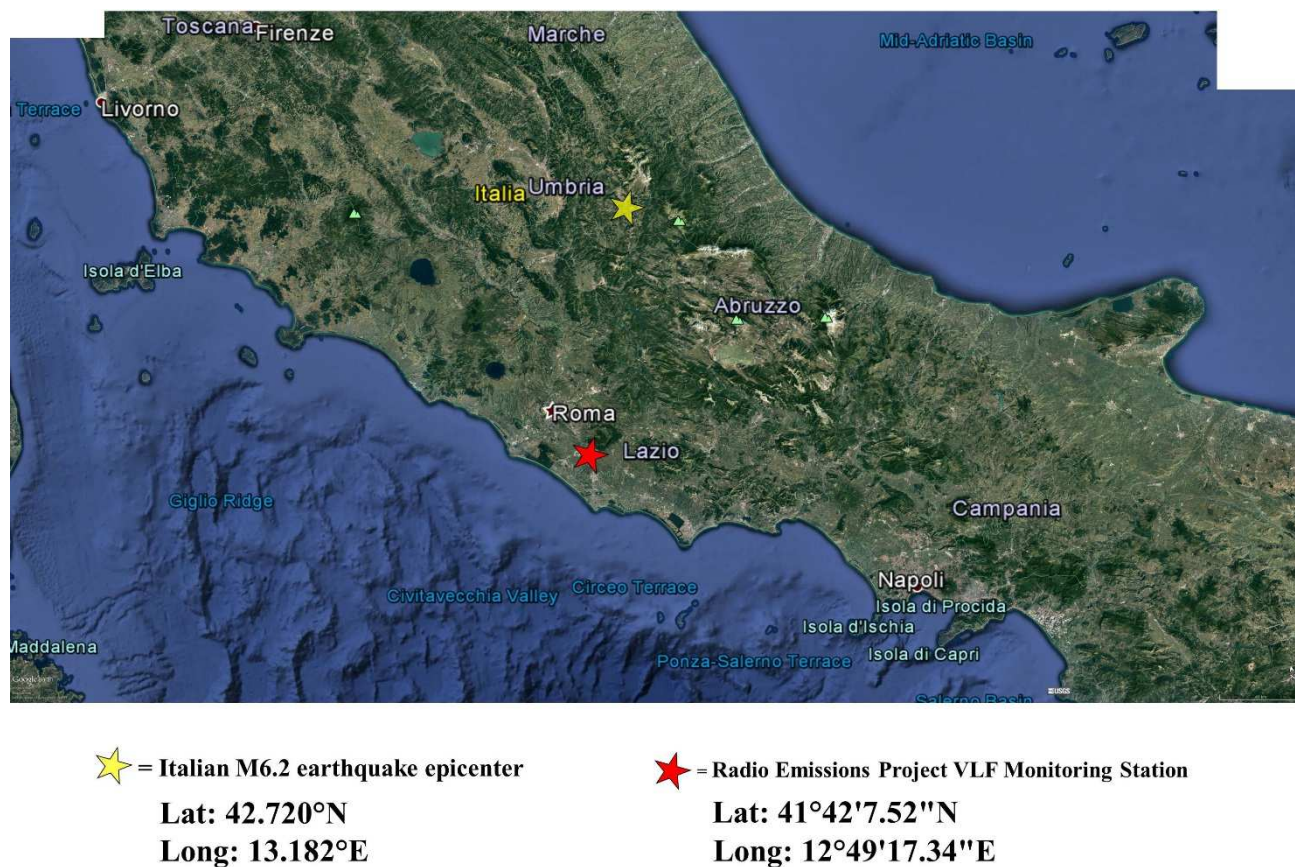 Toscana
Firenze
Marche
Mid-Adriatic Basin
Terrace
Livorno
Italia
Umbria
Isola d'Elba
Abruzzo
Roma
Lazio
Giglio Ridge
Campania
Napoli
Circeo Terrace
Civitavecchia Valley
Isola di Procida
Isola d'Ischia
Maddalena
Isola di Capri
Ponza-Salerno Terrace
Salerno Basin
USGS
= Italian M6.2 earthquake epicenter
Lat: 42.720°N
Long: 13.182°E
= Radio Emissions Project VLF Monitoring Station
Lat: 41°42'7.52"N
Long: 12°49'17.34"E